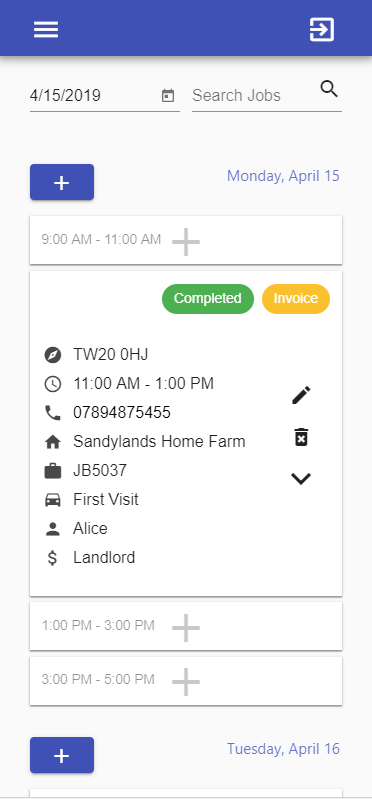 4/15/2019
Search Jobs
+
Monday, April 15
9:00 AM - 11:00 AM
Completed
Invoice
TW20 0HJ
11:00 AM - 1:00 PM
07894875455
Sandylands Home Farm
JB5037
First Visit
Alice
$ Landlord
1:00 PM - 3:00 PM
3:00 PM - 5:00 PM
+
Tuesday, April 16